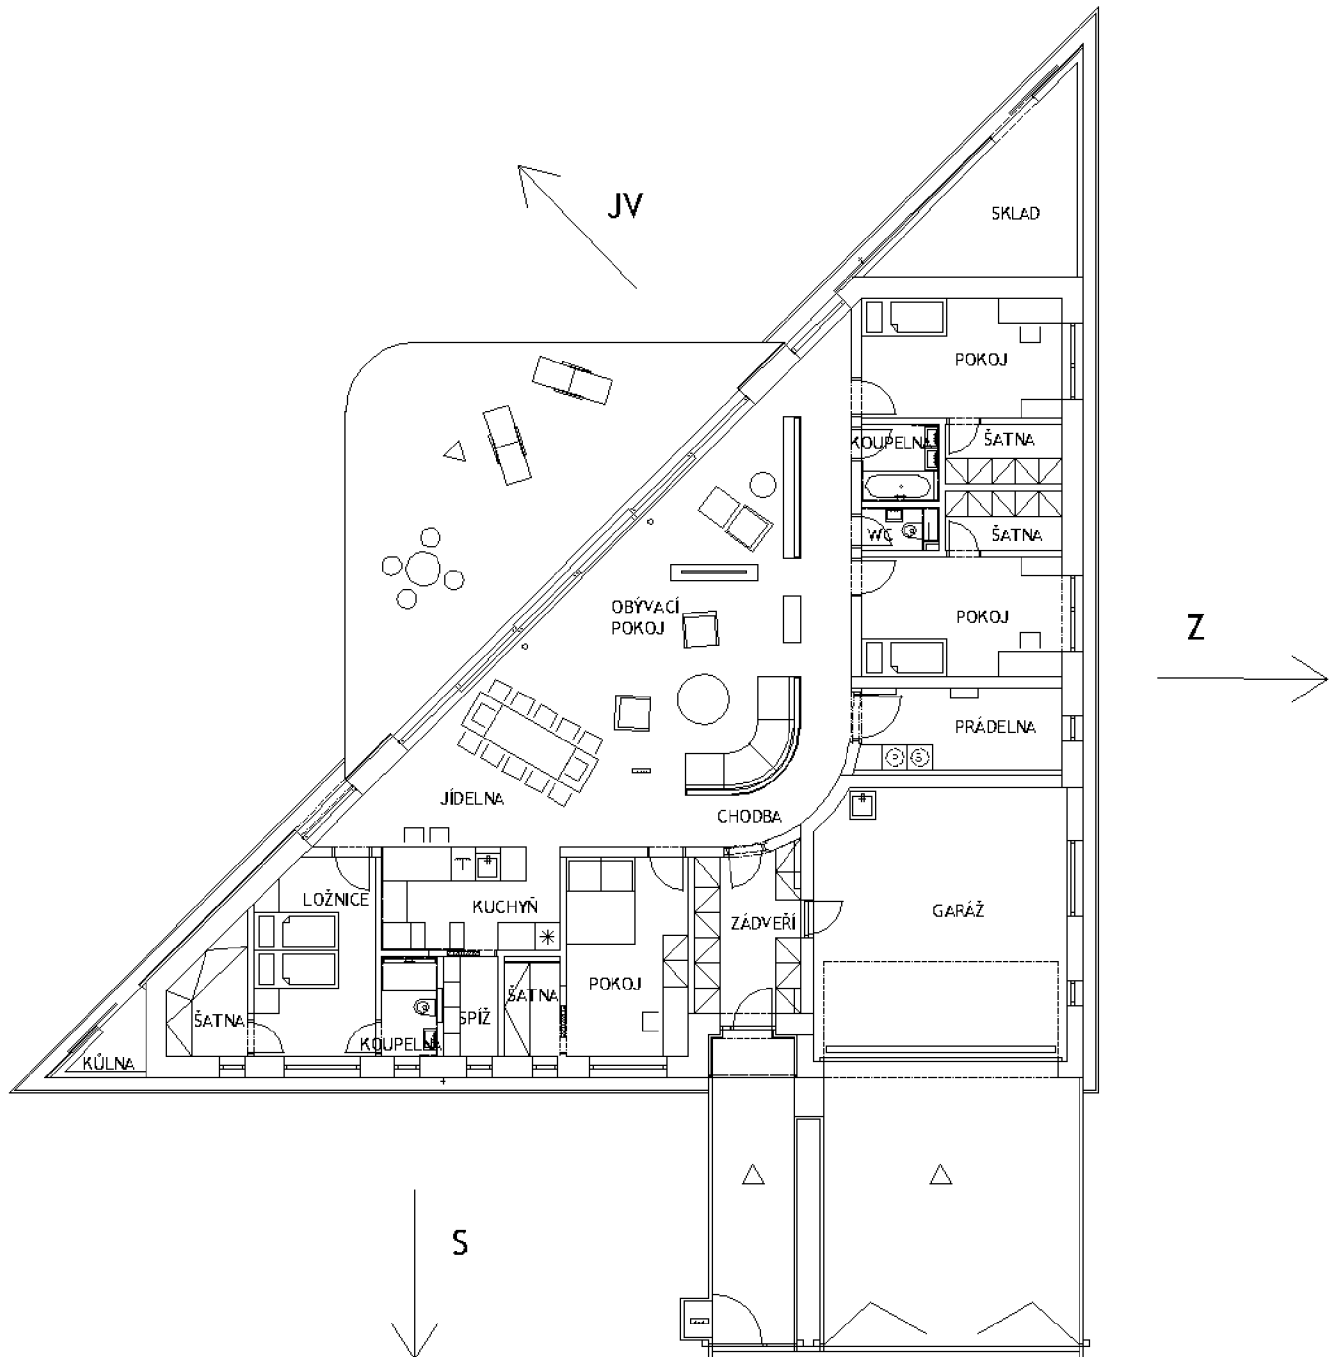 JV
SKLAD
POKOJ
KOUPELNA
ŠATNA
WC
ŠATNA
OBÝVACÍ
POKOJ
POKOJ
Z
PRÁDELNA
JÍDELNA
CHODBA
LOŽNICE
KUCHYŇ
ZÁDVEŘÍ
GARÁŽ
POKOJ
ŠATNA
ŠATNA
SPÍŽ
KOUPELNA
KŮLNA
S